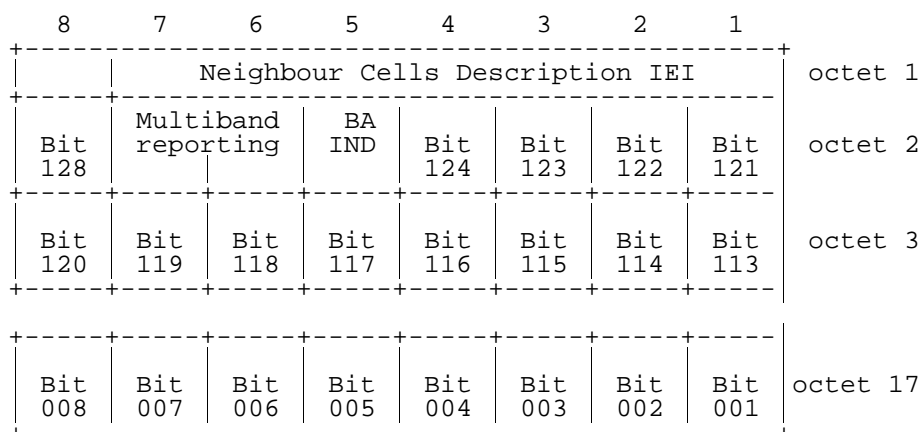 8 7 6 5 4 3 2 1
Neighbour Cells Description IEI octet 1
Multiband BA
Bit reporting IND Bit Bit Bit Bit octet 2
128 124 123 122 121
Bit Bit Bit Bit Bit Bit Bit Bit octet 3
120 119 118 117 116 115 114 113
Bit Bit Bit Bit Bit Bit Bit Bit octet 17
008 007 006 005 004 003 002 001